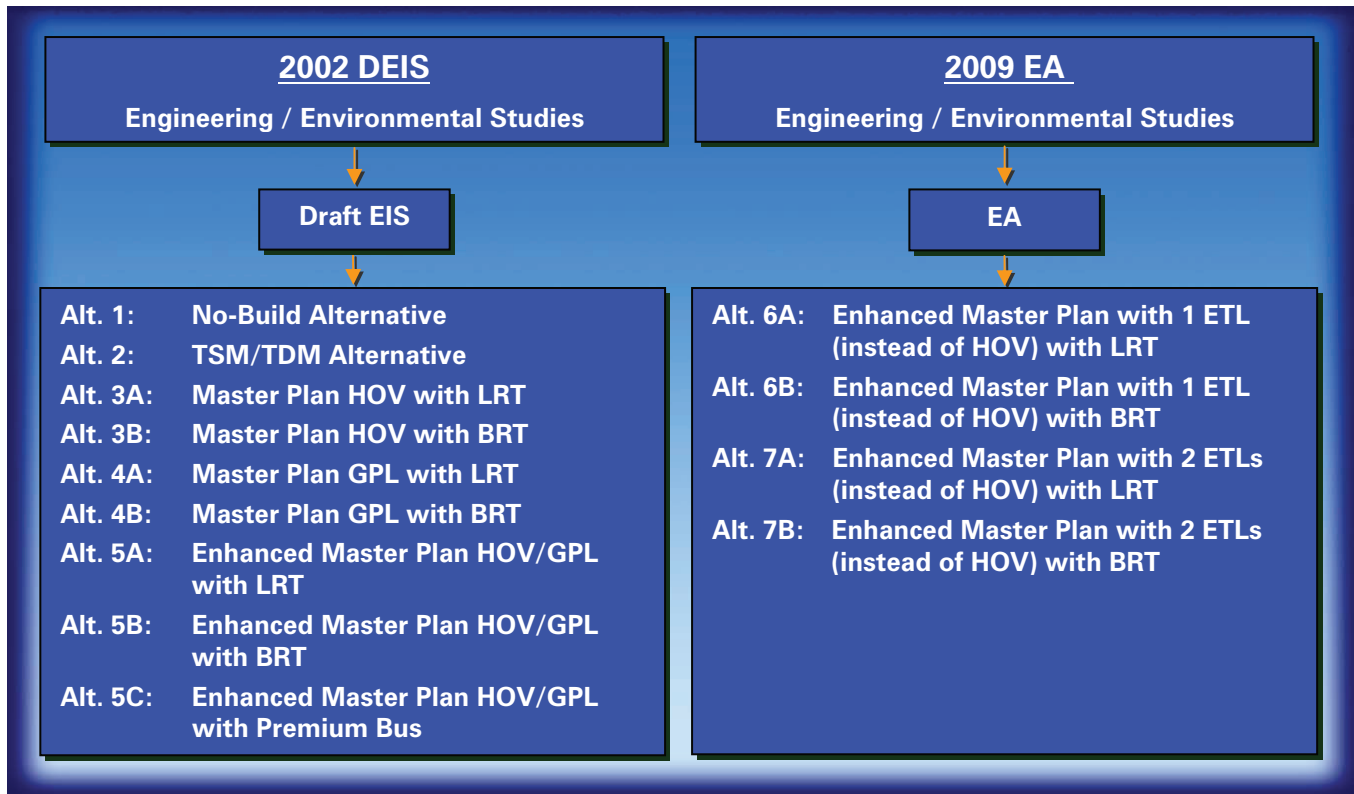 2002 DEIS
Engineering / Environmental Studies
Draft EIS
Alt. 1: No-Build Alternative
Alt. 2: TSM/TDM Alternative
Alt. 3A: Master Plan HOV with LRT
Alt. 3B: Master Plan HOV with BRT
Alt. 4A: Master Plan GPL with LRT
Alt. 4B: Master Plan GPL with BRT
Alt. 5A: Enhanced Master Plan HOV/GPL
with LRT
Alt. 5B: Enhanced Master Plan HOV/GPL
with BRT
Alt. 5C: Enhanced Master Plan HOV/GPL
with Premium Bus
2009 EA
Engineering / Environmental Studies
EA
Alt. 6A: Enhanced Master Plan with 1 ETL
(instead of HOV) with LRT
Alt. 6B: Enhanced Master Plan with 1 ETL
(instead of HOV) with BRT
Alt. 7A: Enhanced Master Plan with 2 ETLs
(instead of HOV) with LRT
Alt. 7B: Enhanced Master Plan with 2 ETLs
(instead of HOV) with BRT